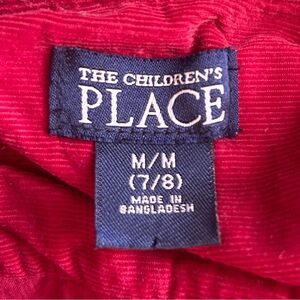 THE CHILDREN'S
PLACE
M/M
(7/8)
MADE IN
BANGLADESH